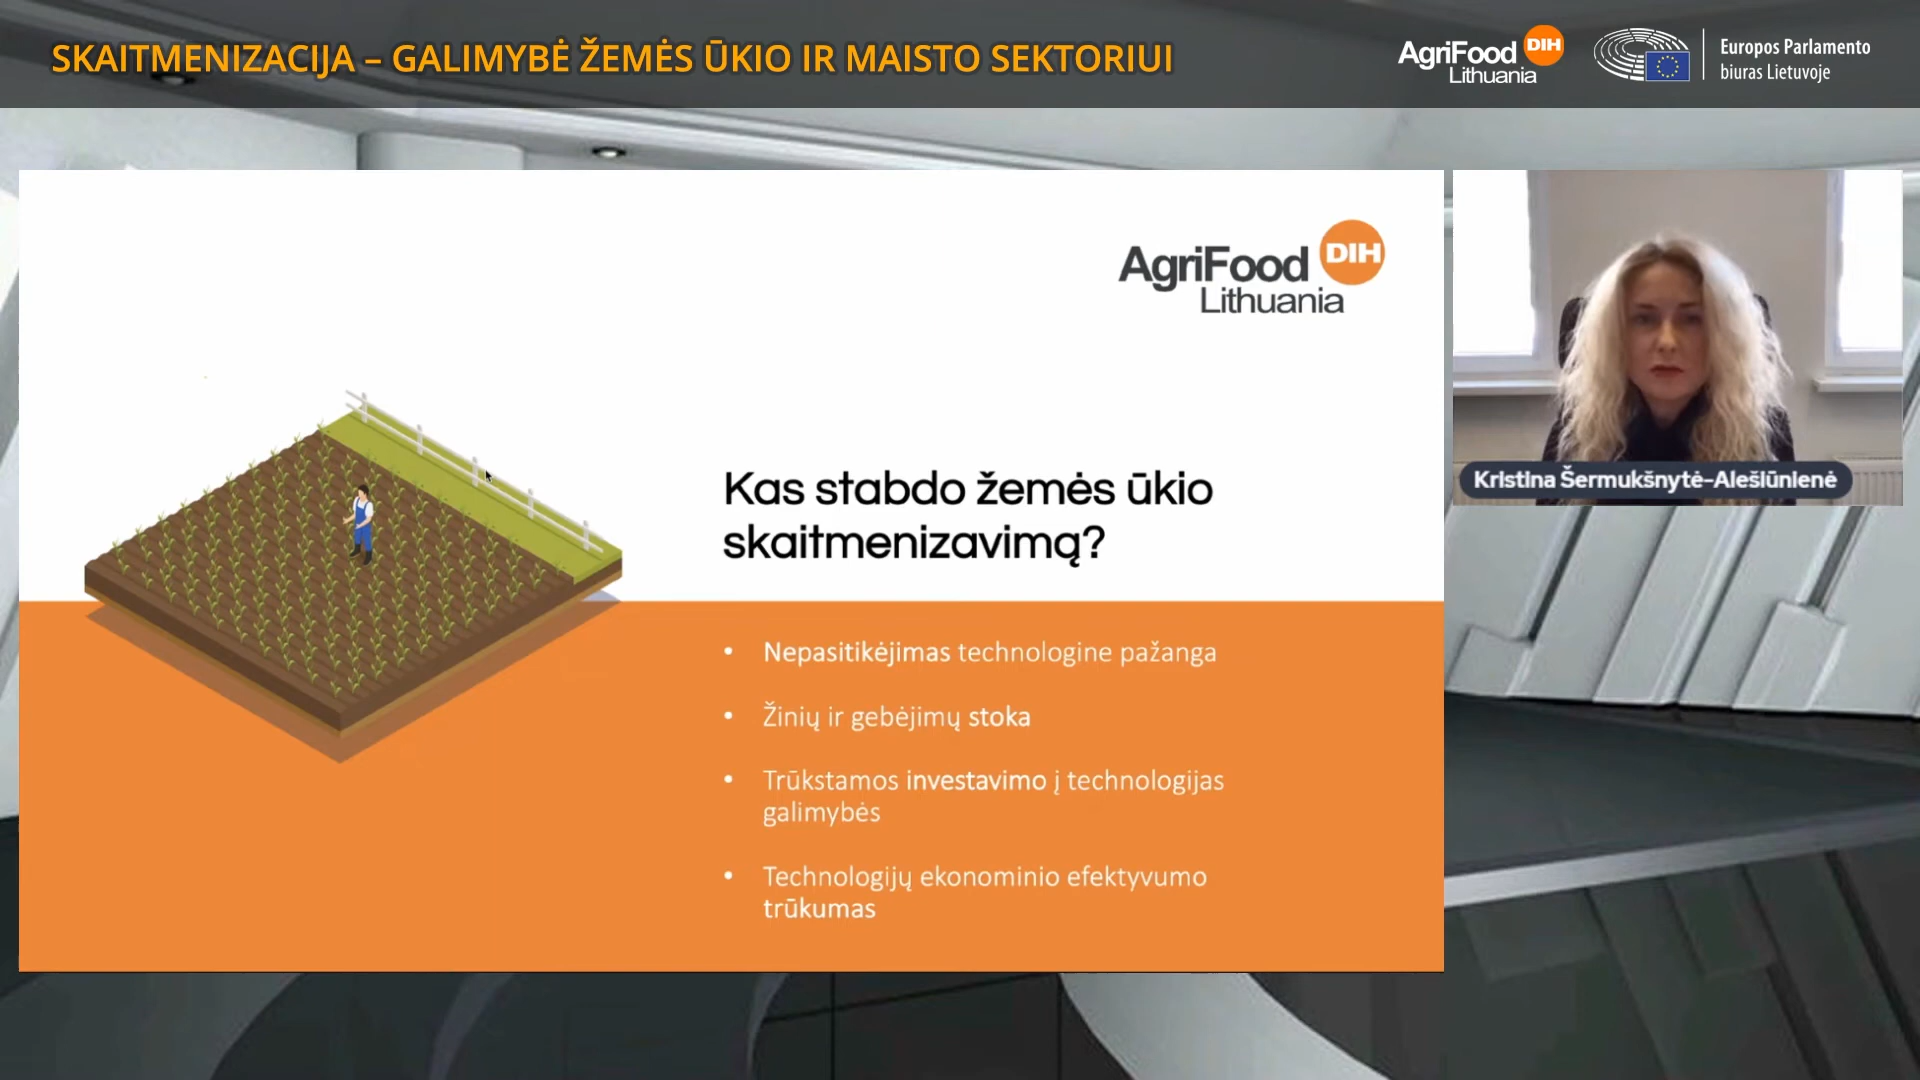 SKAITMENIZACIJA – GALIMYBĖ ŽEMĖS ŪKIO IR MAISTO SEKTORIUI
AgriFood DIH
Lithuania
Europos Parlamento
biuras Lietuvoje
AgriFood DIH
Lithuania
Kristina Šermukšnytė-Alešiūnienė
Kas stabdo žemės ūkio
skaitmenizavimą?
• Nepasitikėjimas technologine pažanga
• Žinių ir gebėjimų stoka
• Trūkstamos investavimo į technologijas
galimybės
• Technologijų ekonominio efektyvumo
trūkumas